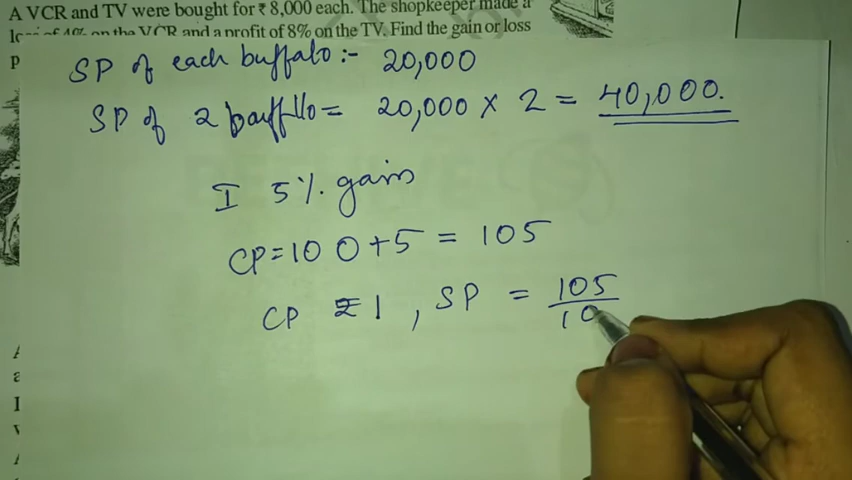 A VCR and TV were bought for ₹ 8,000 each. The shopkeeper made a
of 4% on the VCR and a profit of 8% on the TV. Find the gain or loss
SP of each buffalo :- 20,000
SP of 2 = 20,000 × 2 = 40,000.
I 5% gain
CP = 100 + 5 = 105
CP = 1, SP = 105
10